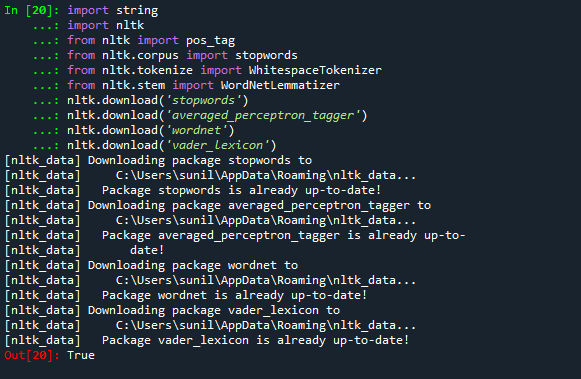 In [20]: import string
    ...: import nltk
    ...: from nltk import pos_tag
    ...: from nltk.corpus import stopwords
    ...: from nltk.tokenize import WhitespaceTokenizer
    ...: from nltk.stem import WordNetLemmatizer
    ...: nltk.download('stopwords')
    ...: nltk.download('averaged_perceptron_tagger')
    ...: nltk.download('wordnet')
    ...: nltk.download('vader_lexicon')
[nltk_data] Downloading package stopwords to
[nltk_data]     C:\Users\sunil\AppData\Roaming\nltk_data...
[nltk_data]   Package stopwords is already up-to-date!
[nltk_data] Downloading package averaged_perceptron_tagger to
[nltk_data]     C:\Users\sunil\AppData\Roaming\nltk_data...
[nltk_data]   Package averaged_perceptron_tagger is already up-to-
[nltk_data]       date!
[nltk_data] Downloading package wordnet to
[nltk_data]     C:\Users\sunil\AppData\Roaming\nltk_data...
[nltk_data]   Package wordnet is already up-to-date!
[nltk_data] Downloading package vader_lexicon to
[nltk_data]     C:\Users\sunil\AppData\Roaming\nltk_data...
[nltk_data]   Package vader_lexicon is already up-to-date!
Out[20]: True